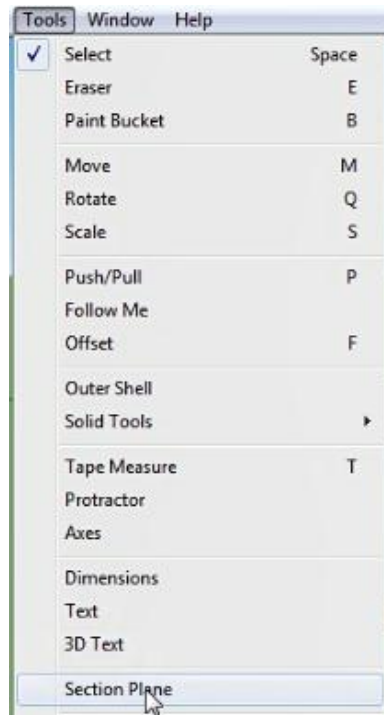 Tools Window Help
Select Space
Eraser E
Paint Bucket B
Move M
Rotate Q
Scale S
Push/Pull P
Follow Me
Offset F
Outer Shell
Solid Tools
Tape Measure T
Protractor
Axes
Dimensions
Text
3D Text
Section Plane